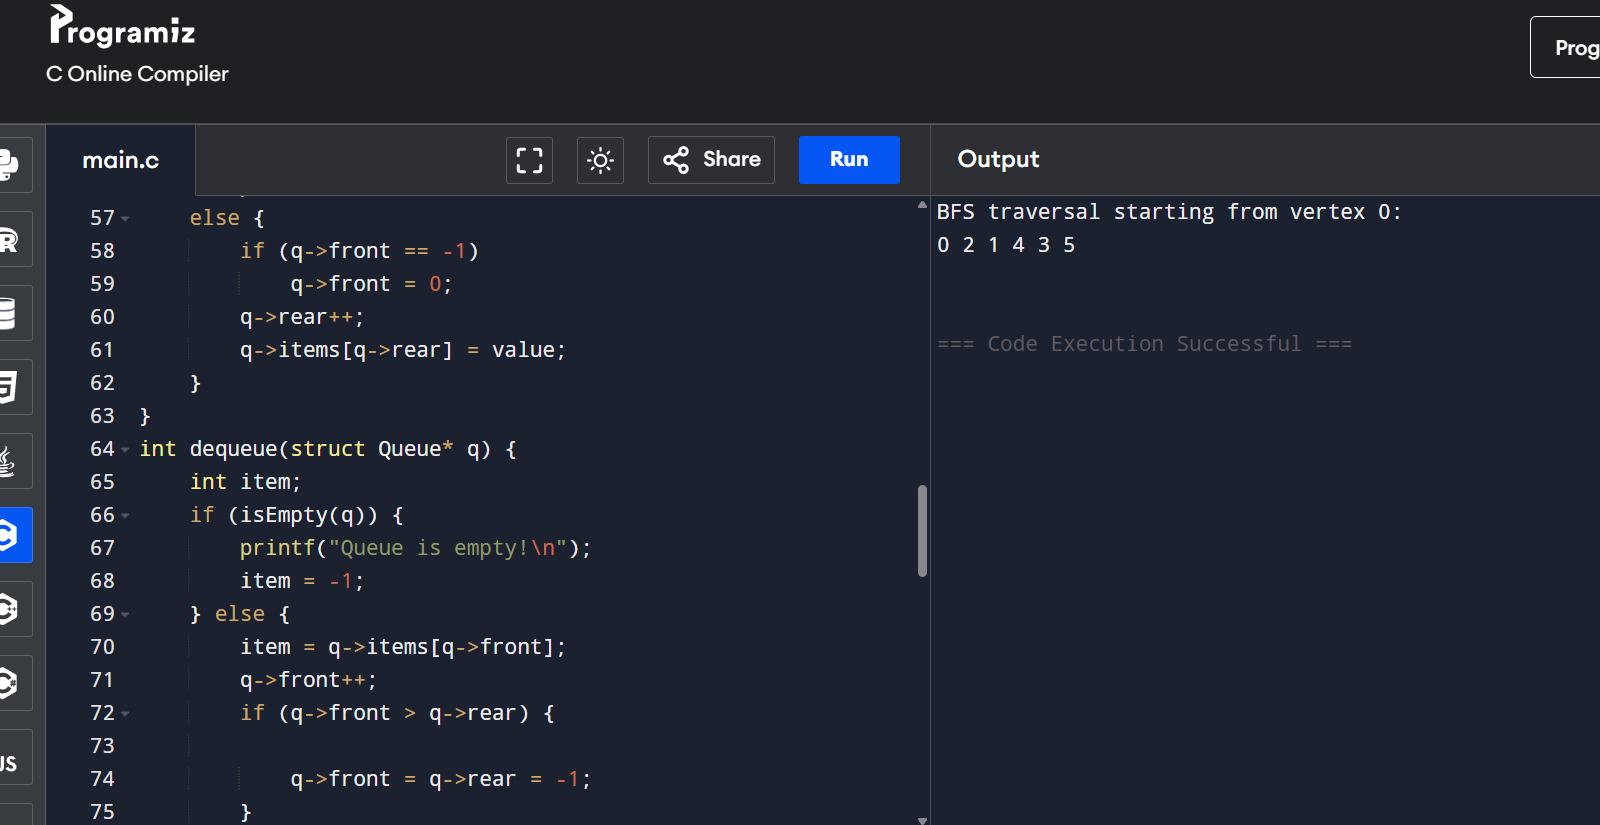 Programiz
C Online Compiler
Prog
main.c
Share
Run
Output
57 else {
58 if (q->front == -1)
59 q->front = 0;
60 q->rear++;
61 q->items[q->rear] = value;
62 }
63 }
64 int dequeue(struct Queue* q) {
65 int item;
66 if (isEmpty(q)) {
67 printf("Queue is empty!\n");
68 item = -1;
69 } else {
70 item = q->items[q->front];
71 q->front++;
72 if (q->front > q->rear) {
73
74 q->front = q->rear = -1;
75 }
BFS traversal starting from vertex 0:
0 2 1 4 3 5
=== Code Execution Successful ===
R
5
C
C
C
JS